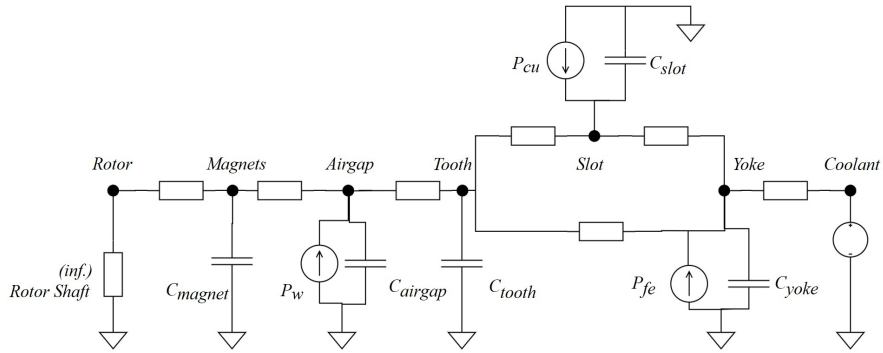 P_cu
C_slot
Rotor
Magnets
Airgap
Tooth
Slot
Yoke
Coolant
(inf.)
Rotor Shaft
C_magnet
P_w
C_airgap
C_tooth
P_fe
C_yoke
+
-